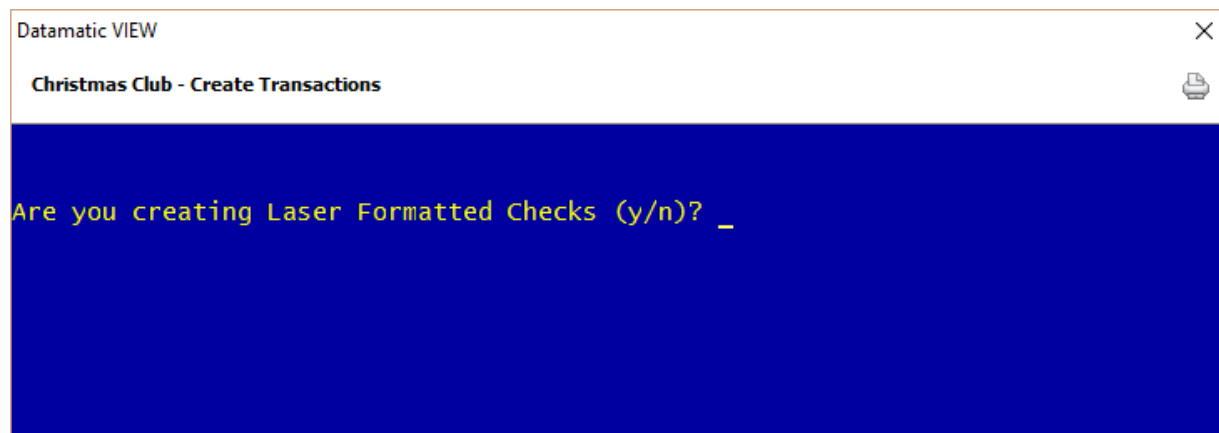 Datamatic VIEW
Christmas Club - Create Transactions
Are you creating Laser Formatted Checks (y/n)? _